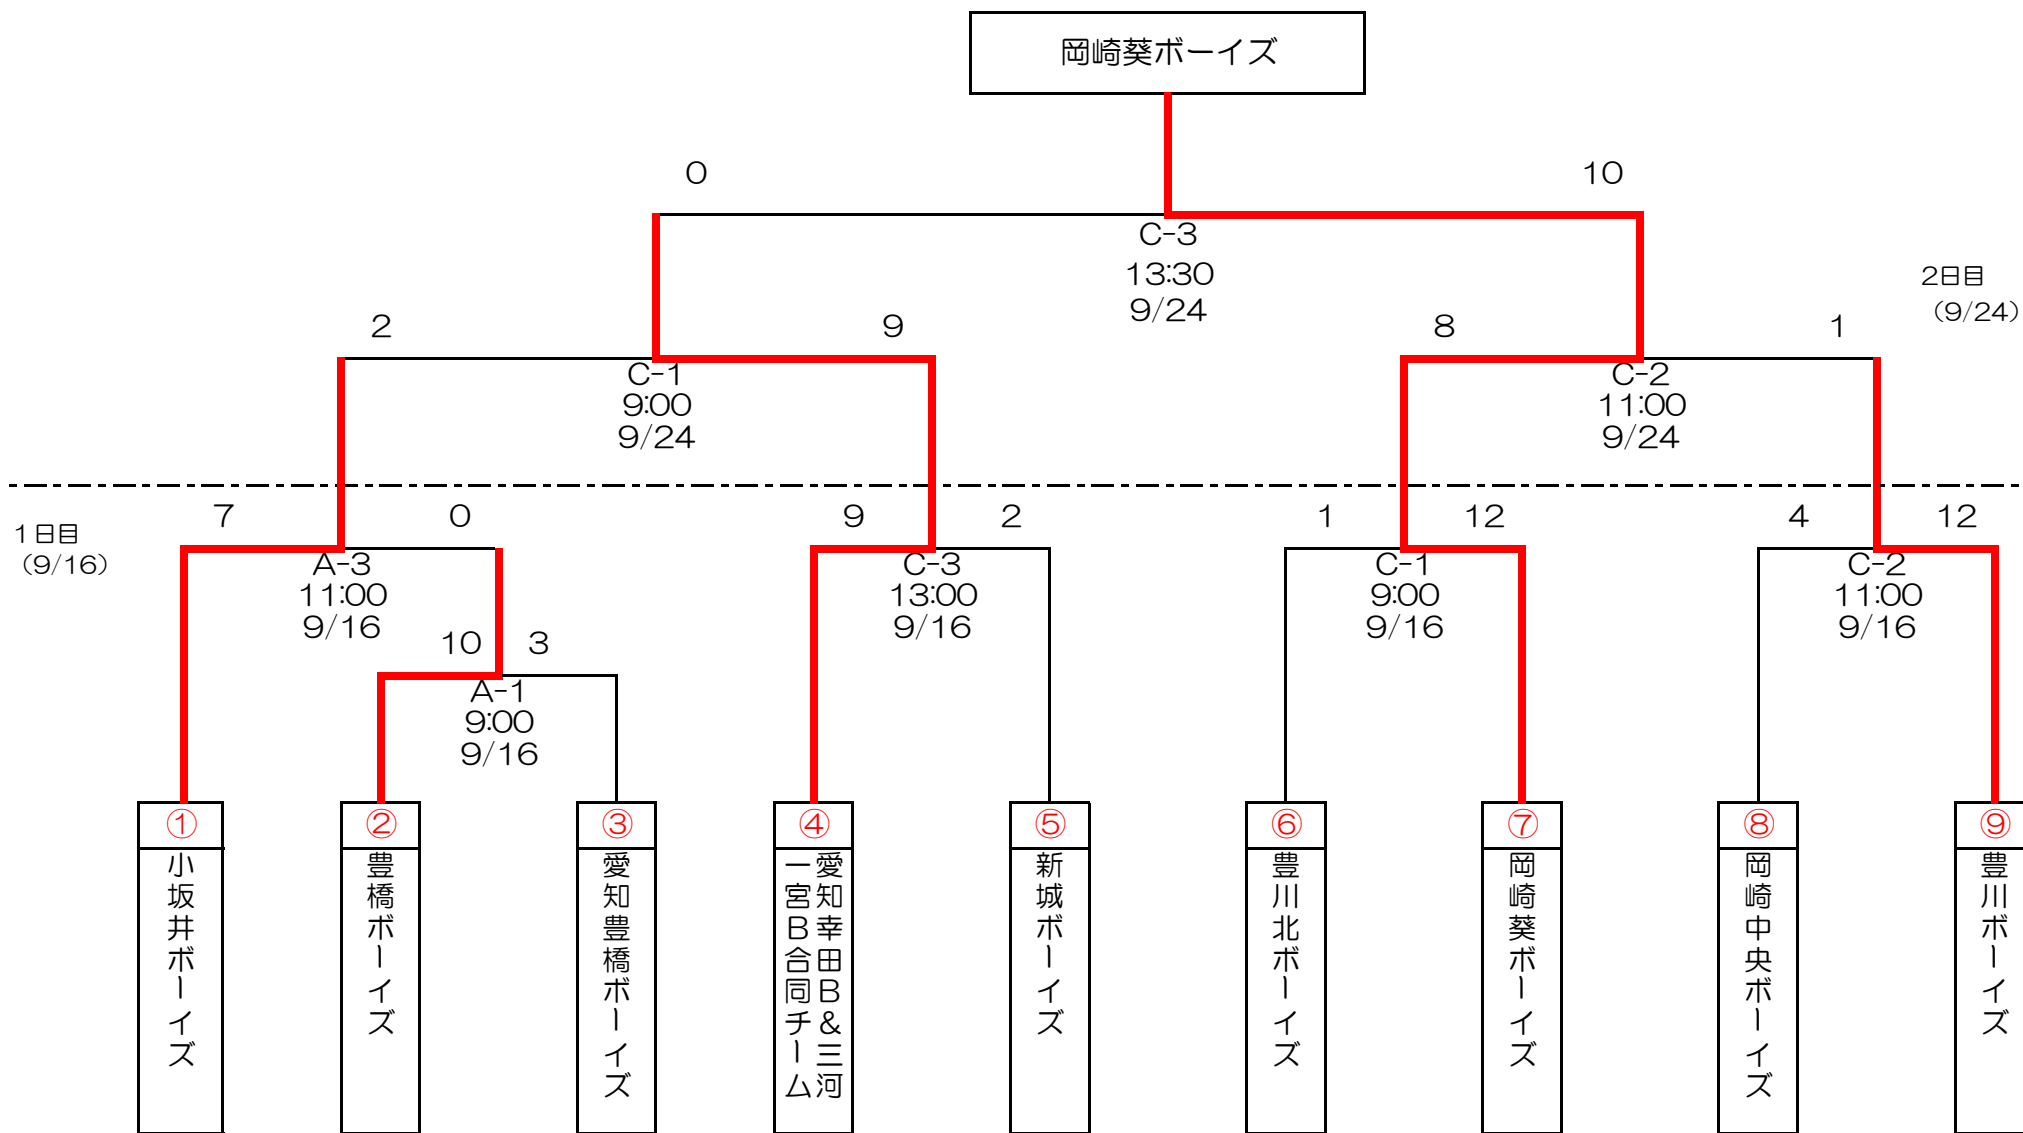 岡崎葵ボーイズ
0
10
C-3
13:30
9/24
2日目
(9/24)
2
9
8
1
C-1
9:00
9/24
C-2
11:00
9/24
1日目
(9/16)
7
0
9
2
1
12
4
12
A-3
11:00
9/16
C-3
13:00
9/16
C-1
9:00
9/16
C-2
11:00
9/16
10
3
A-1
9:00
9/16
①
小坂井ボーイズ
②
豊橋ボーイズ
③
愛知豊橋ボーイズ
④
愛知幸田B&三河
一宮B合同チーム
⑤
新城ボーイズ
⑥
豊川北ボーイズ
⑦
岡崎葵ボーイズ
⑧
岡崎中央ボーイズ
⑨
豊川ボーイズ